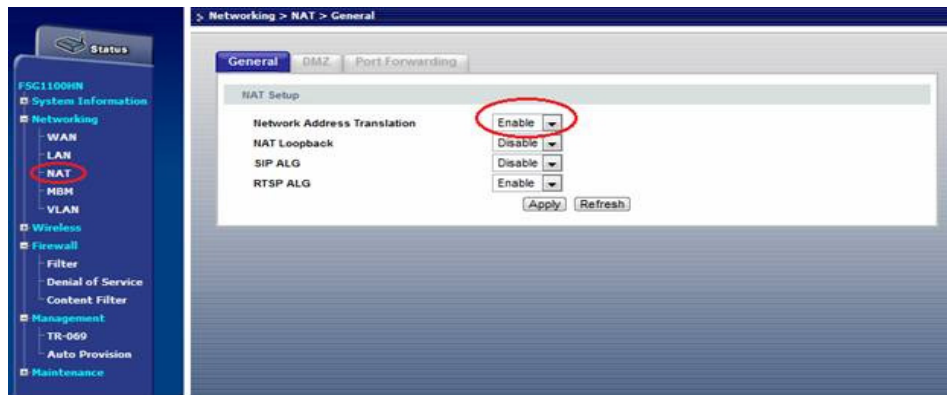 > Networking > NAT > General
Status
FSG1100HN
System Information
Networking
WAN
LAN
NAT
MBM
VLAN
Wireless
Firewall
Filter
Denial of Service
Content Filter
Management
TR-069
Auto Provision
Maintenance
General DMZ Port Forwarding
NAT Setup
Network Address Translation Enable
NAT Loopback Disable
SIP ALG Disable
RTSP ALG Enable
Apply Refresh